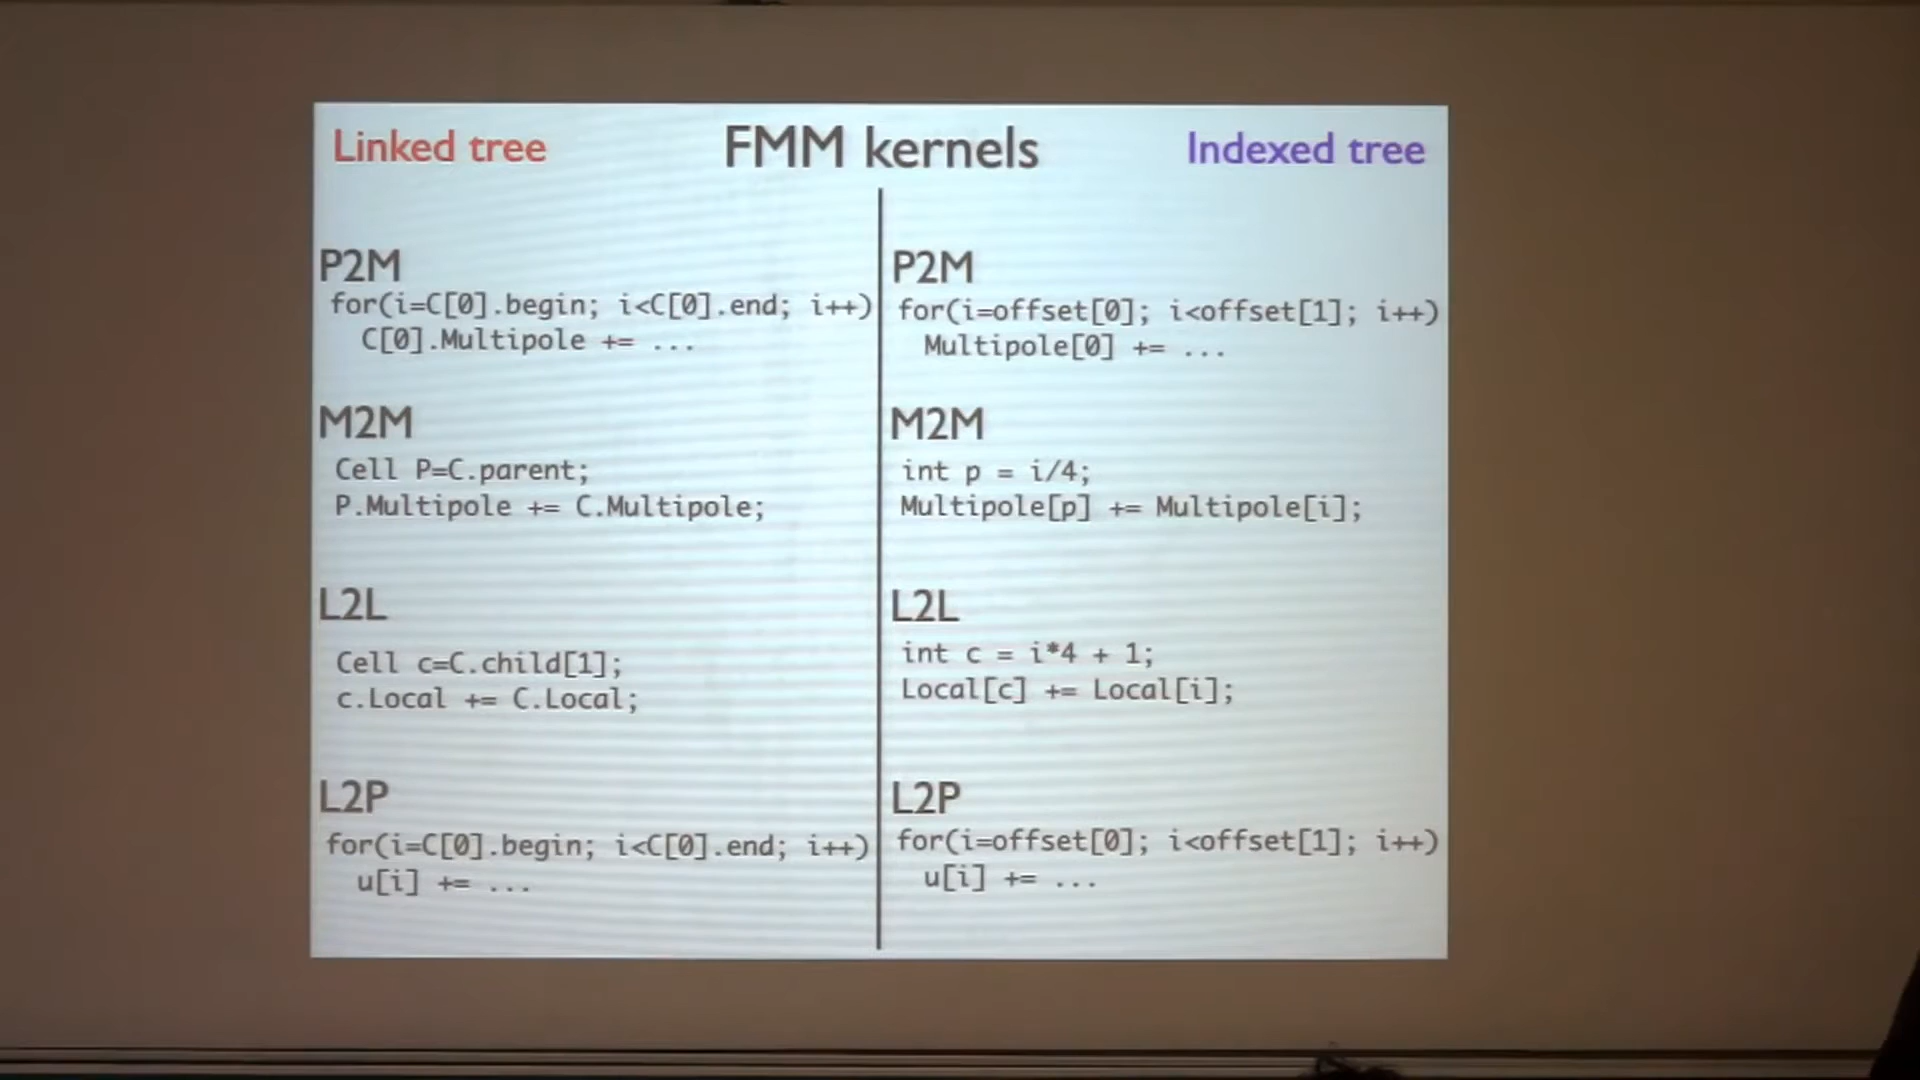 Linked tree
FMM kernels
Indexed tree
P2M
for(i=C[0].begin; i<C[0].end; i++)
C[0].Multipole += ...
M2M
Cell P=C.parent;
P.Multipole += C.Multipole;
L2L
Cell c=C.child[1];
c.Local += C.Local;
L2P
for(i=C[0].begin; i<C[0].end; i++)
u[i] += ...
P2M
for(i=offset[0]; i<offset[1]; i++)
Multipole[0] += ...
M2M
int p = i/4;
Multipole[p] += Multipole[i];
L2L
int c = i*4 + 1;
Local[c] += Local[i];
L2P
for(i=offset[0]; i<offset[1]; i++)
u[i] += ...